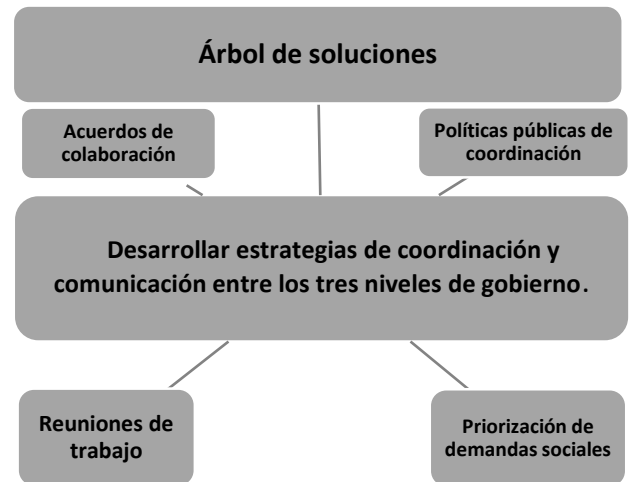 Árbol de soluciones
Acuerdos de
colaboración
Políticas públicas de
coordinación
Desarrollar estrategias de coordinación y
comunicación entre los tres niveles de gobierno.
Reuniones de
trabajo
Priorización de
demandas sociales